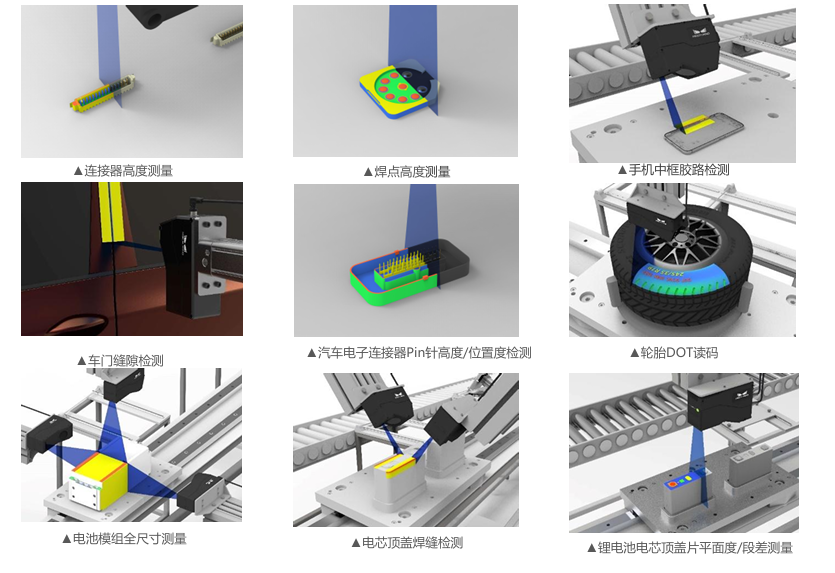 ▲连接器高度测量
▲焊点高度测量
▲手机中框胶路检测
▲车门缝隙检测
▲汽车电子连接器Pin针高度/位置度检测
▲轮胎DOT读码
▲电池模组全尺寸测量
▲电芯顶盖焊缝检测
▲锂电池电芯顶盖片平面度/段差测量